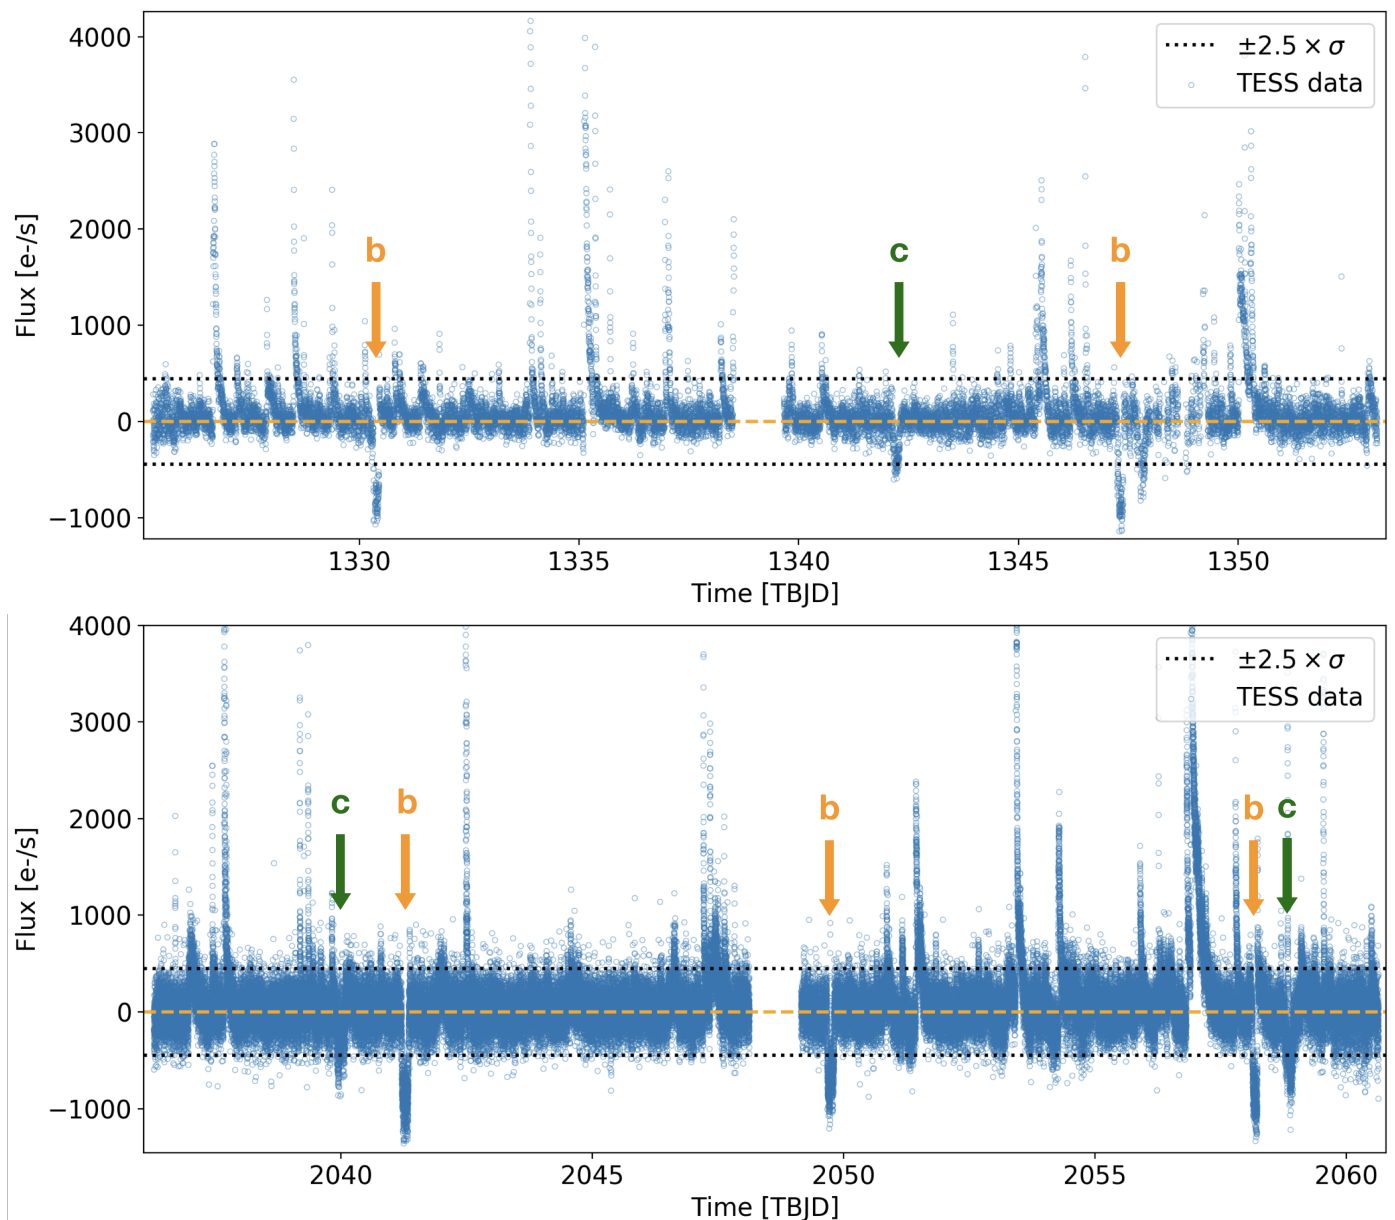 4000
3000
2000
1000
0
−1000
Flux [e-/s]
±2.5 × σ
TESS data
b
c
b
1330
1335
1340
1345
1350
Time [TBJD]
4000
3000
2000
1000
0
−1000
Flux [e-/s]
±2.5 × σ
TESS data
c
b
b
b
c
2040
2045
2050
2055
2060
Time [TBJD]